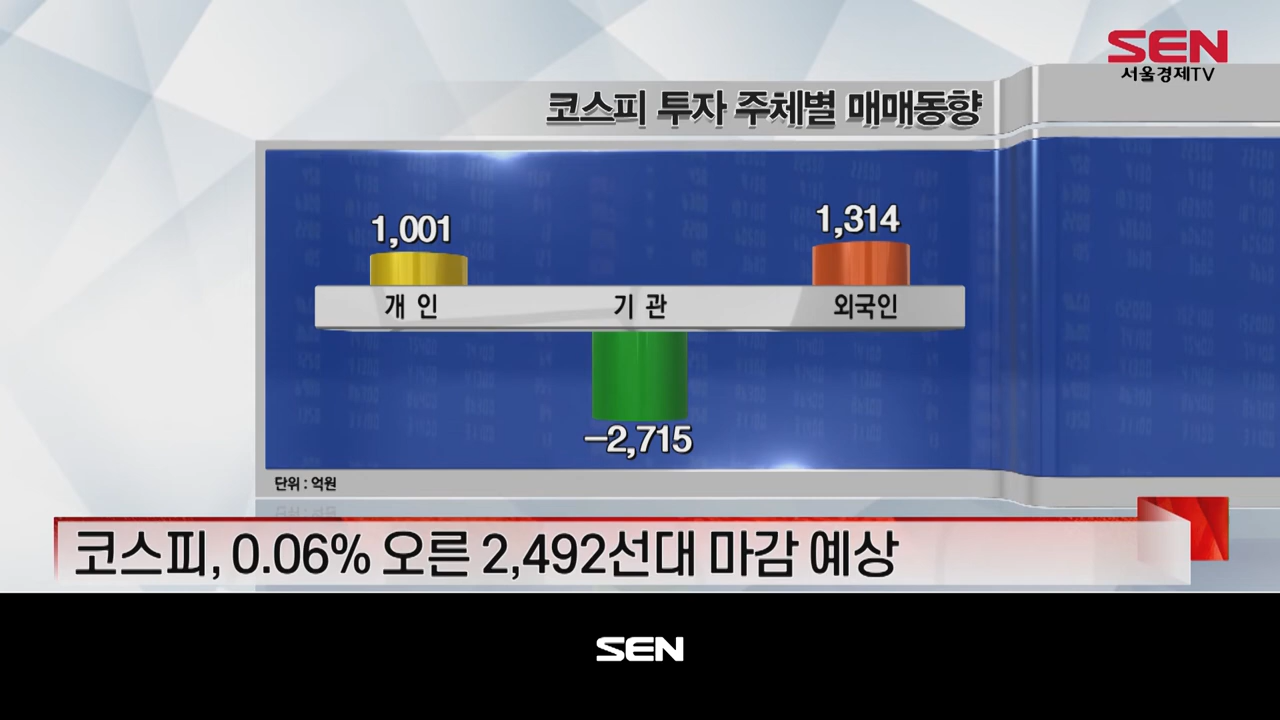 SEN
서울경제TV
코스피 투자 주체별 매매동향
1,001
1,314
개 인
기 관
외국인
-2,715
단위 : 억원
코스피, 0.06% 오른 2,492선대 마감 예상
SEN